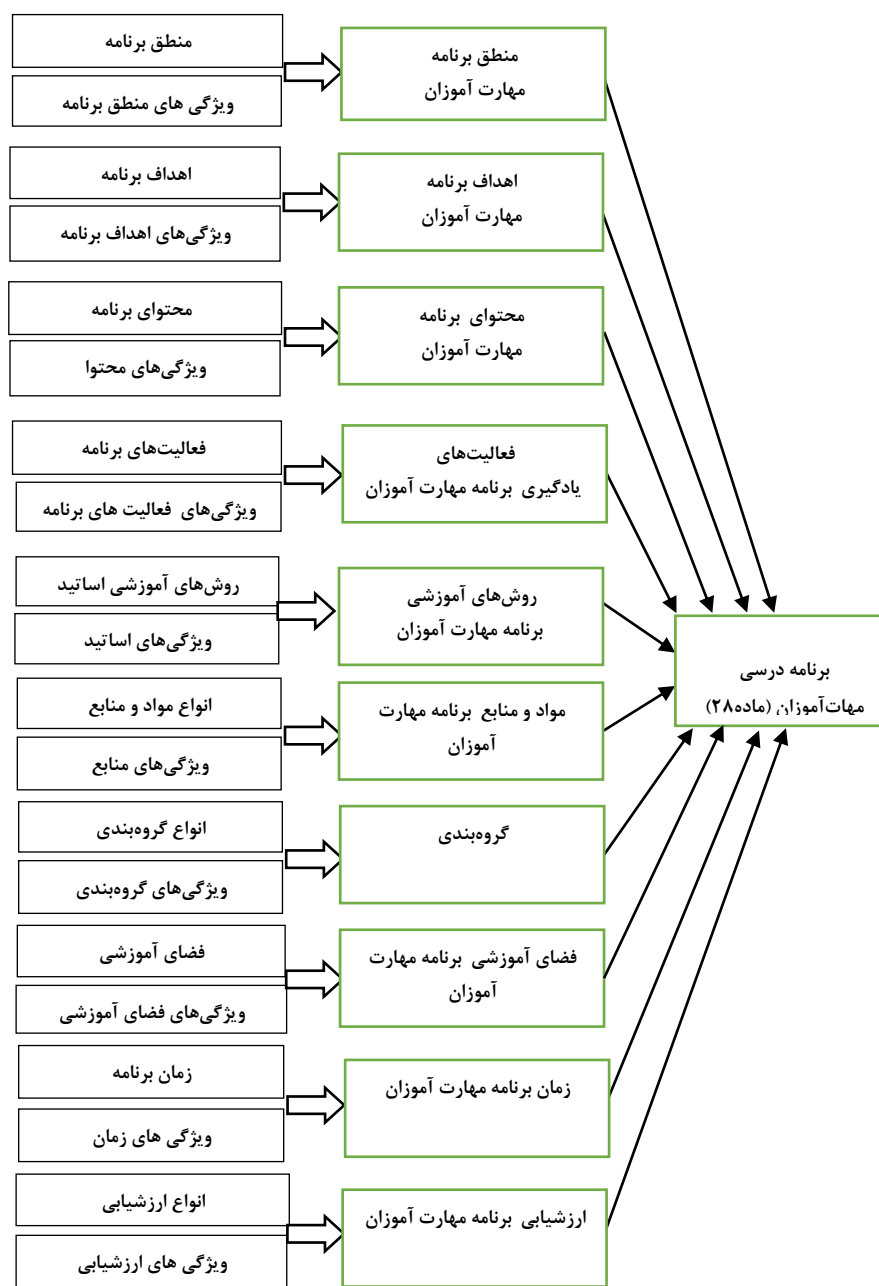 منطق برنامه
ویژگی های منطق برنامه
منطق برنامه
مهارت آموزان
اهداف برنامه
ویژگی‌های اهداف برنامه
اهداف برنامه
مهارت آموزان
محتوای برنامه
ویژگی‌های محتوا
محتوای برنامه
مهارت آموزان
فعالیت‌های برنامه
ویژگی‌های فعالیت های برنامه
فعالیت‌های
یادگیری برنامه مهارت آموزان
روش‌های آموزشی اساتید
ویژگی‌های اساتید
روش‌های آموزشی
برنامه مهارت آموزان
برنامه درسی
مهات‌آموزان (ماده۲۸)
انواع مواد و منابع
ویژگی‌های منابع
مواد و منابع برنامه مهارت
آموزان
انواع گروه‌بندی
ویژگی‌های گروه‌بندی
گروه‌بندی
فضای آموزشی
ویژگی‌های فضای آموزشی
فضای آموزشی برنامه مهارت
آموزان
زمان برنامه
ویژگی های زمان
زمان برنامه مهارت آموزان
انواع ارزشیابی
ویژگی های ارزشیابی
ارزشیابی برنامه مهارت آموزان